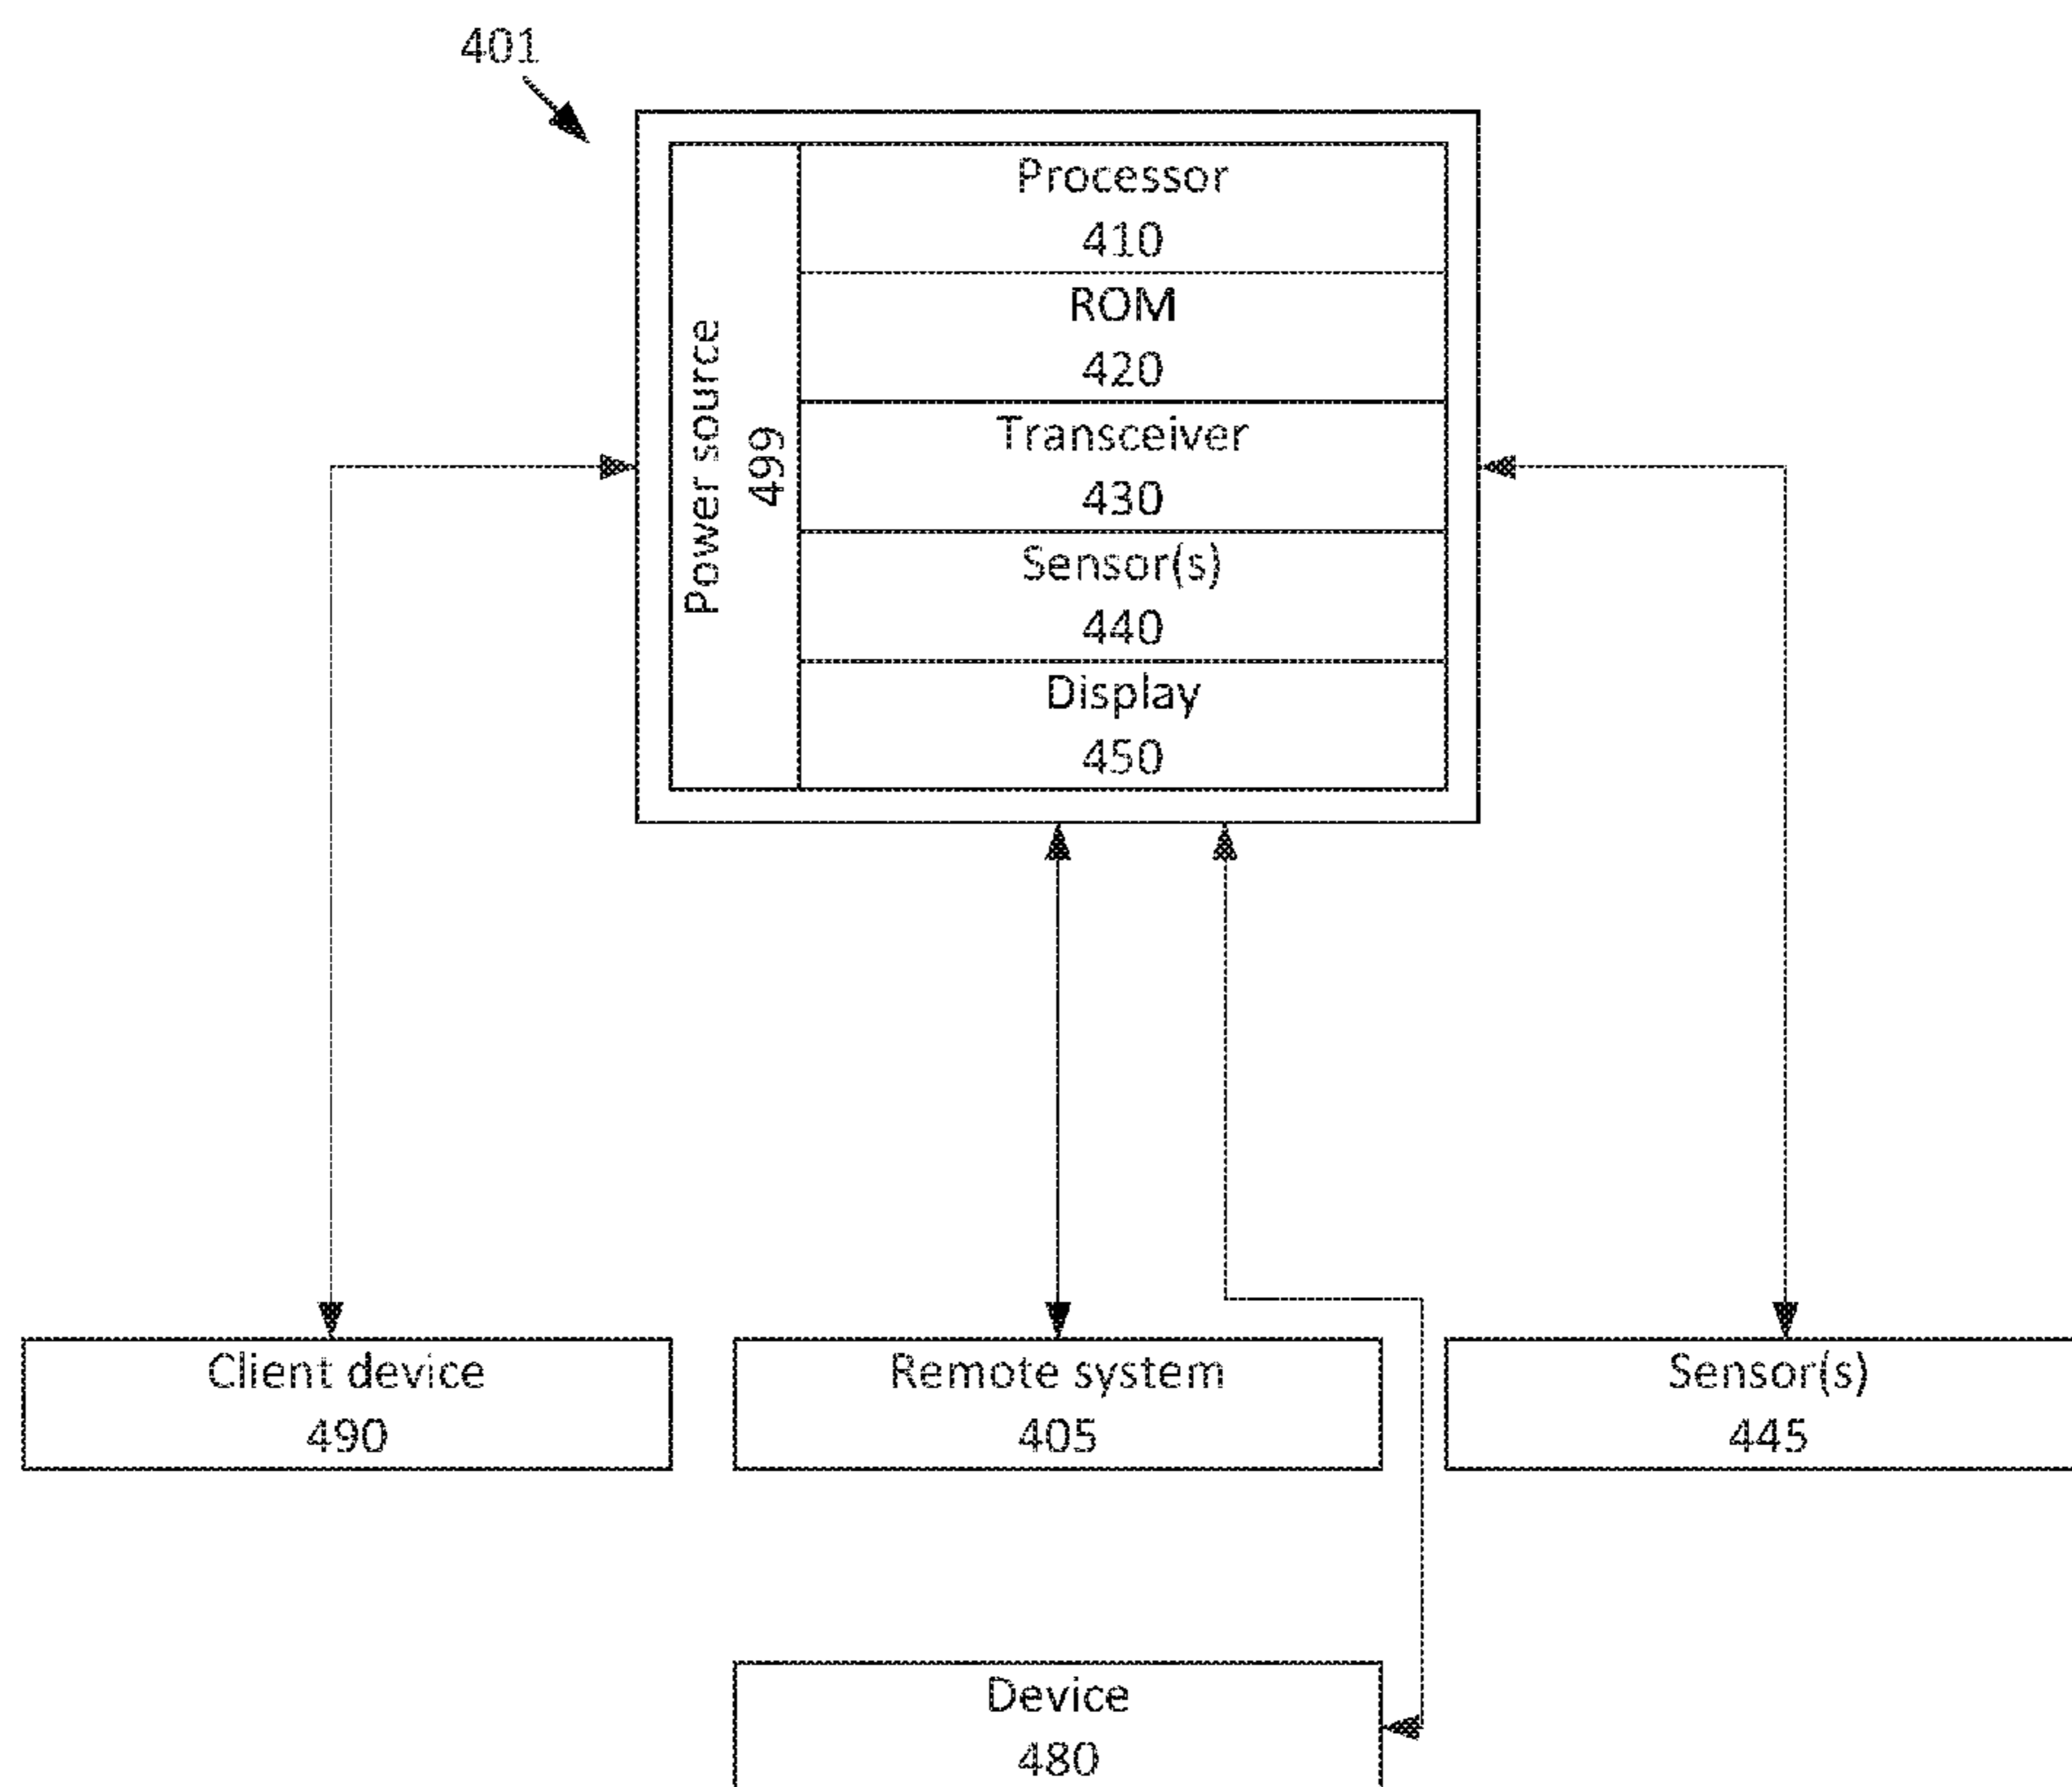 401
Processor
410
ROM
420
Transceiver
430
Sensor(s)
440
Display
450
Power source
499
Client device
490
Remote system
405
Sensor(s)
445
Device
480